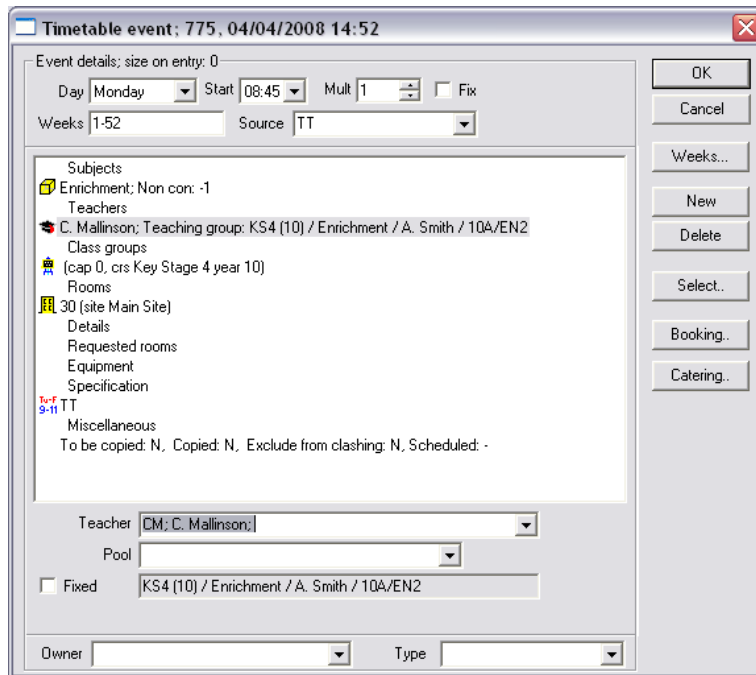 Timetable event; 775, 04/04/2008 14:52
Event details; size on entry: 0
Day Monday Start 08:45 Mult 1 Fix
Weeks 1-52 Source TT
OK
Cancel
Weeks...
New
Delete
Select..
Booking..
Catering..
Subjects
Enrichment; Non con: -1
Teachers
C. Mallinson; Teaching group: KS4 (10) / Enrichment / A. Smith / 10A/EN2
Class groups
(cap 0, crs Key Stage 4 year 10)
Rooms
30 (site Main Site)
Details
Requested rooms
Equipment
Specification
Tu-F
9-11 TT
Miscellaneous
To be copied: N, Copied: N, Exclude from clashing: N, Scheduled: -
Teacher CM; C. Mallinson;
Pool
Fixed KS4 (10) / Enrichment / A. Smith / 10A/EN2
Owner Type